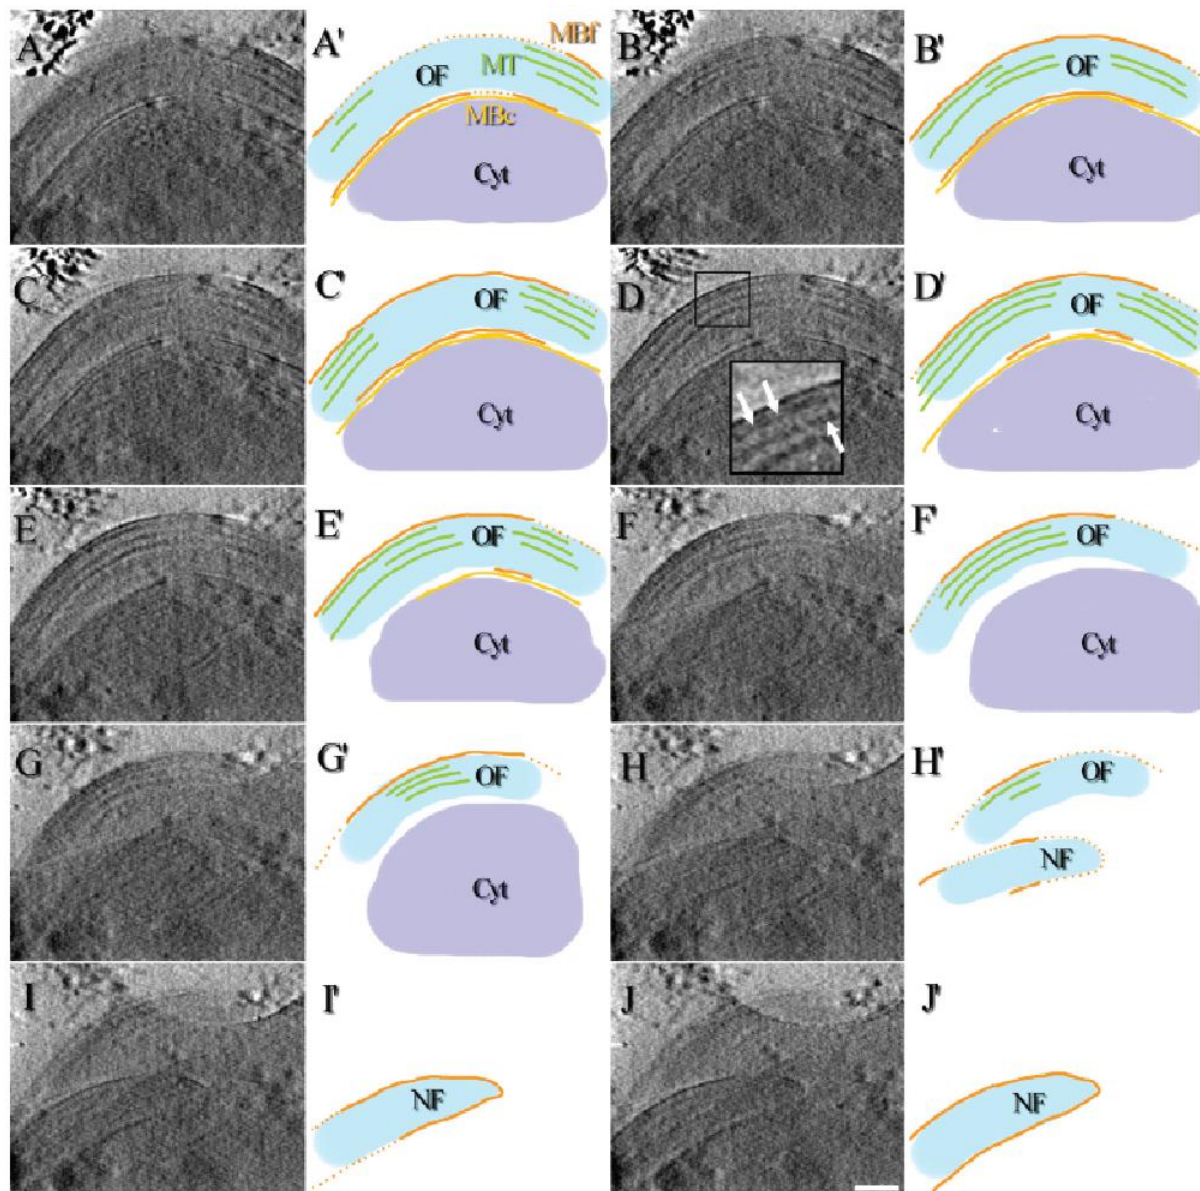 A A' MBf B B'
OF MT OF
MBc
Cyt Cyt
C C' D D'
OF OF
Cyt Cyt
E E' F F'
OF OF
Cyt Cyt
G G' H H'
OF OF
Cyt NF
I I' J J'
NF NF